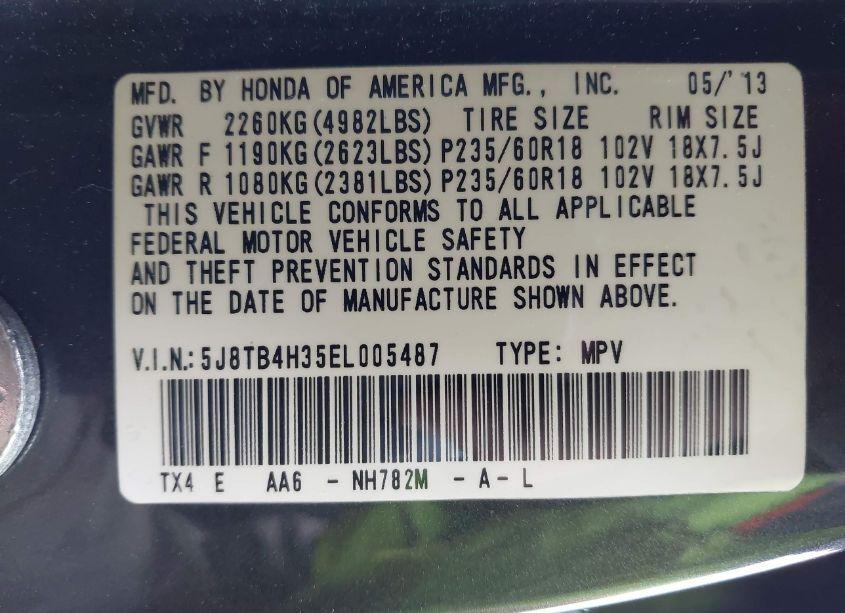 MFD. BY HONDA OF AMERICA MFG., INC. 05/'13
GVWR 2260KG(4982LBS) TIRE SIZE RIM SIZE
GAWR F 1190KG(2623LBS) P235/60R18 102V 18X7.5J
GAWR R 1080KG(2381LBS) P235/60R18 102V 18X7.5J
THIS VEHICLE CONFORMS TO ALL APPLICABLE
FEDERAL MOTOR VEHICLE SAFETY
AND THEFT PREVENTION STANDARDS IN EFFECT
ON THE DATE OF MANUFACTURE SHOWN ABOVE.
V.I.N.: 5J8TB4H35EL005487 TYPE: MPV
TX4 E AA6 - NH782M - A - L